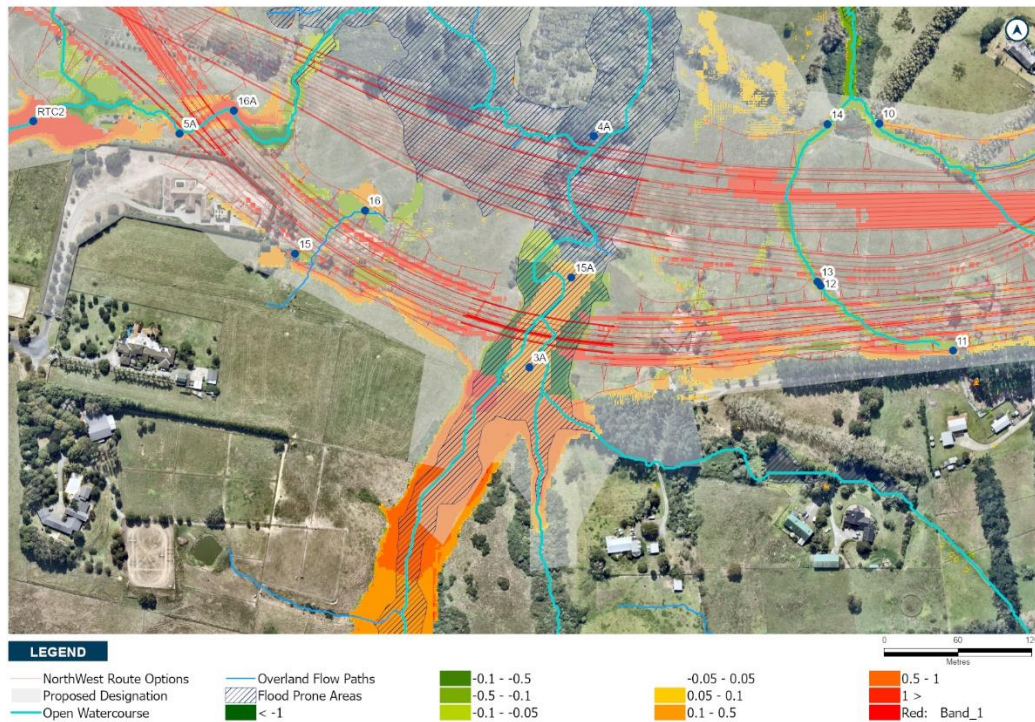 RTC2
16A
5A
4A
14
10
16
15
15A
13
12
11
3A
0 60 120
Metres
LEGEND
NorthWest Route Options
Proposed Designation
Open Watercourse
Overland Flow Paths
Flood Prone Areas
< -1
-0.1 - -0.5
-0.5 - -0.1
-0.1 - -0.05
-0.05 - 0.05
0.05 - 0.1
0.1 - 0.5
0.5 - 1
1 >
Red: Band_1